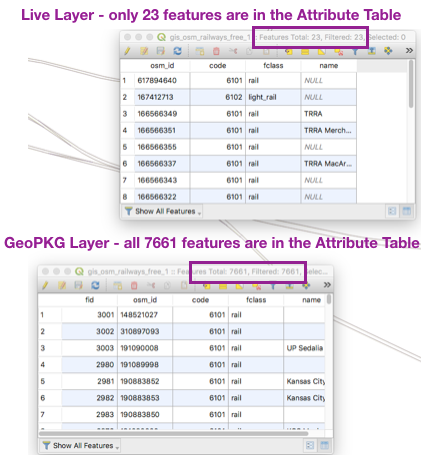 Live Layer - only 23 features are in the Attribute Table
gis_osm_railways_free_1 :: Features Total: 23, Filtered: 23, Selected: 0
osm_id code fclass name
1 617894640 6101 rail NULL
2 167412713 6102 light_rail NULL
3 166566349 6101 rail TRRA
4 166566351 6101 rail TRRA Merch...
5 166566355 6101 rail NULL
6 166566337 6101 rail TRRA MacAr...
7 166566343 6101 rail NULL
8 166566322 6101 rail NULL
Show All Features
GeoPKG Layer - all 7661 features are in the Attribute Table
gis_osm_railways_free_1 :: Features Total: 7661, Filtered: 7661, Selec...
fid osm_id code fclass name
1 3001 148521027 6101 rail
2 3002 310897093 6101 rail
3 3003 191090008 6101 rail UP Sedalia
4 2980 191089998 6101 rail
5 2981 190883852 6101 rail Kansas City
6 2982 190883853 6101 rail Kansas City
7 2983 190883850 6101 rail
Show All Features